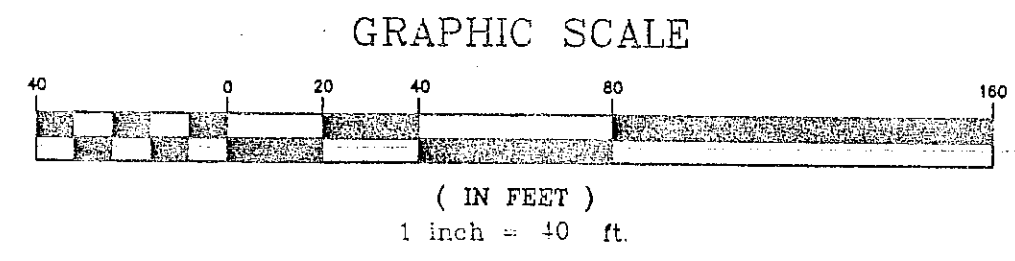 GRAPHIC SCALE
40 0 20 40 80 160
( IN FEET )
1 inch = 40 ft.